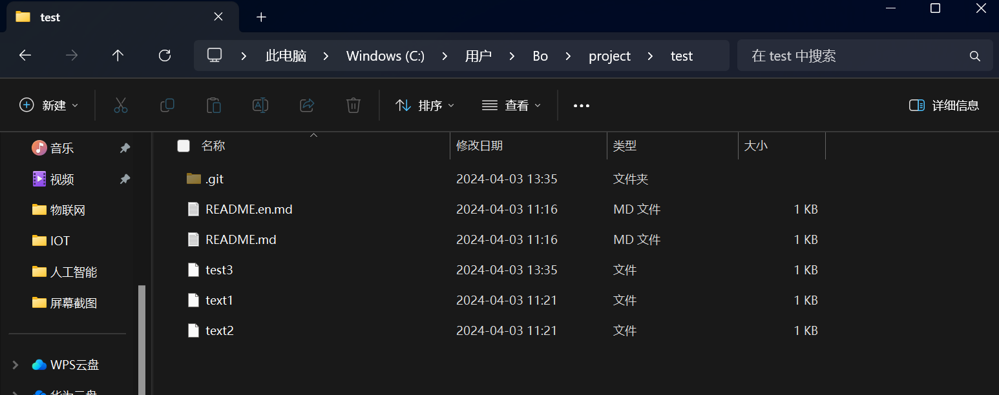 test
此电脑 Windows (C:) 用户 Bo project test 在 test 中搜索
新建 排序 查看 详细信息
名称 修改日期 类型 大小
音乐
视频
物联网
IOT
人工智能
屏幕截图
WPS云盘
华为云盘
.git 2024-04-03 13:35 文件夹
README.en.md 2024-04-03 11:16 MD 文件 1 KB
README.md 2024-04-03 11:16 MD 文件 1 KB
test3 2024-04-03 13:35 文件 1 KB
text1 2024-04-03 11:21 文件 1 KB
text2 2024-04-03 11:21 文件 1 KB